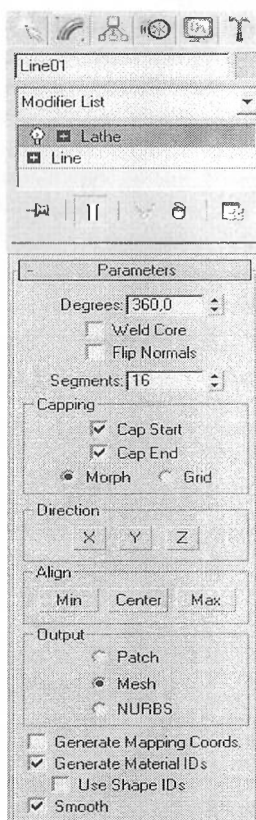 Line01
Modifier List
Lathe
Line
- Parameters
Degrees: 360,0
Weld Core
Flip Normals
Segments: 16
Capping
Cap Start
Cap End
Morph Grid
Direction
X Y Z
Align
Min Center Max
Output
Patch
Mesh
NURBS
Generate Mapping Coords.
Generate Material IDs
Use Shape IDs
Smooth